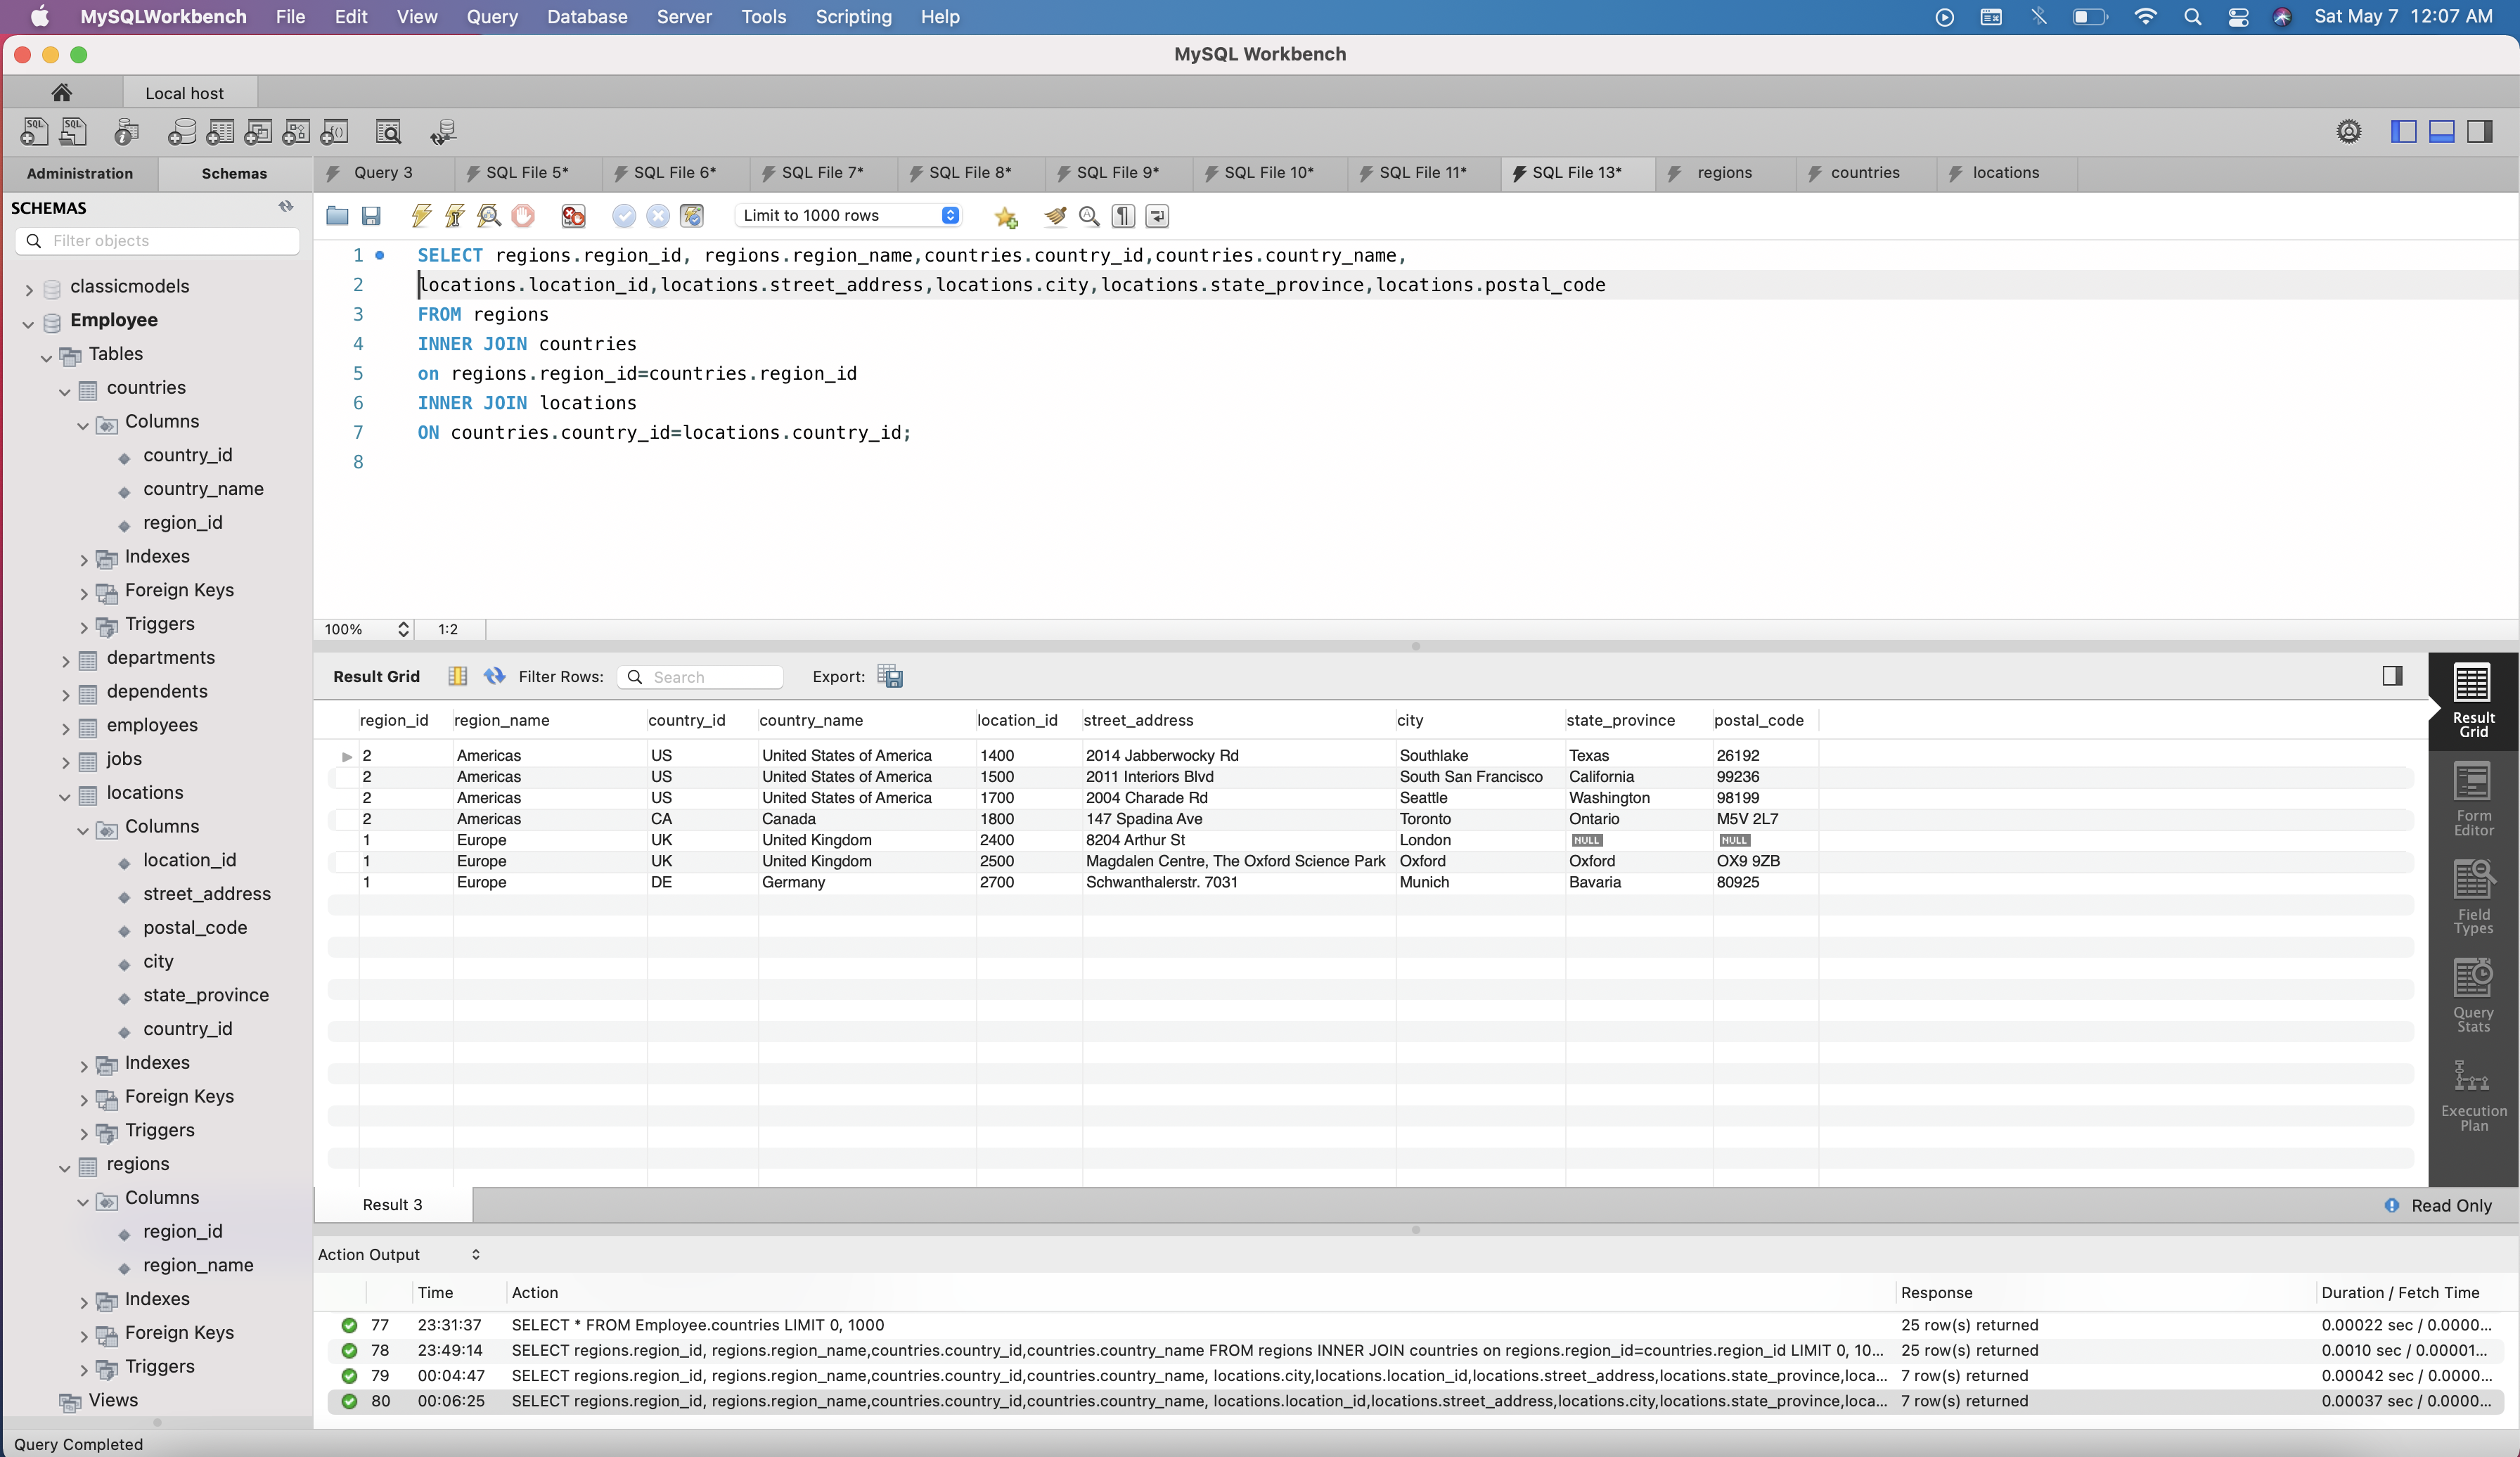 MySQLWorkbench File Edit View Query Database Server Tools Scripting Help Sat May 7 12:07 AM
MySQL Workbench
Local host
Administration Schemas Query 3 SQL File 5* SQL File 6* SQL File 7* SQL File 8* SQL File 9* SQL File 10* SQL File 11* SQL File 13* regions countries locations
SCHEMAS
Filter objects
classicmodels
Employee
Tables
countries
Columns
country_id
country_name
region_id
Indexes
Foreign Keys
Triggers
departments
dependents
employees
jobs
locations
Columns
location_id
street_address
postal_code
city
state_province
country_id
Indexes
Foreign Keys
Triggers
regions
Columns
region_id
region_name
Indexes
Foreign Keys
Triggers
Views
Limit to 1000 rows
1 SELECT regions.region_id, regions.region_name,countries.country_id,countries.country_name,
2 locations.location_id,locations.street_address,locations.city,locations.state_province,locations.postal_code
3 FROM regions
4 INNER JOIN countries
5 on regions.region_id=countries.region_id
6 INNER JOIN locations
7 ON countries.country_id=locations.country_id;
8
100% 1:2
Result Grid Filter Rows: Search Export:
region_id region_name country_id country_name location_id street_address city state_province postal_code
2 Americas US United States of America 1400 2014 Jabberwocky Rd Southlake Texas 26192
2 Americas US United States of America 1500 2011 Interiors Blvd South San Francisco California 99236
2 Americas US United States of America 1700 2004 Charade Rd Seattle Washington 98199
2 Americas CA Canada 1800 147 Spadina Ave Toronto Ontario M5V 2L7
1 Europe UK United Kingdom 2400 8204 Arthur St London NULL NULL
1 Europe UK United Kingdom 2500 Magdalen Centre, The Oxford Science Park Oxford Oxford OX9 9ZB
1 Europe DE Germany 2700 Schwanthalerstr. 7031 Munich Bavaria 80925
Result
Grid
Form
Editor
Field
Types
Query
Stats
Execution
Plan
Result 3 Read Only
Action Output
Time Action Response Duration / Fetch Time
77 23:31:37 SELECT * FROM Employee.countries LIMIT 0, 1000 25 row(s) returned 0.00022 sec / 0.0000...
78 23:49:14 SELECT regions.region_id, regions.region_name,countries.country_id,countries.country_name FROM regions INNER JOIN countries on regions.region_id=countries.region_id LIMIT 0, 10... 25 row(s) returned 0.0010 sec / 0.00001...
79 00:04:47 SELECT regions.region_id, regions.region_name,countries.country_id,countries.country_name, locations.city,locations.location_id,locations.street_address,locations.state_province,loca... 7 row(s) returned 0.00042 sec / 0.0000...
80 00:06:25 SELECT regions.region_id, regions.region_name,countries.country_id,countries.country_name, locations.location_id,locations.street_address,locations.city,locations.state_province,loca... 7 row(s) returned 0.00037 sec / 0.0000...
Query Completed